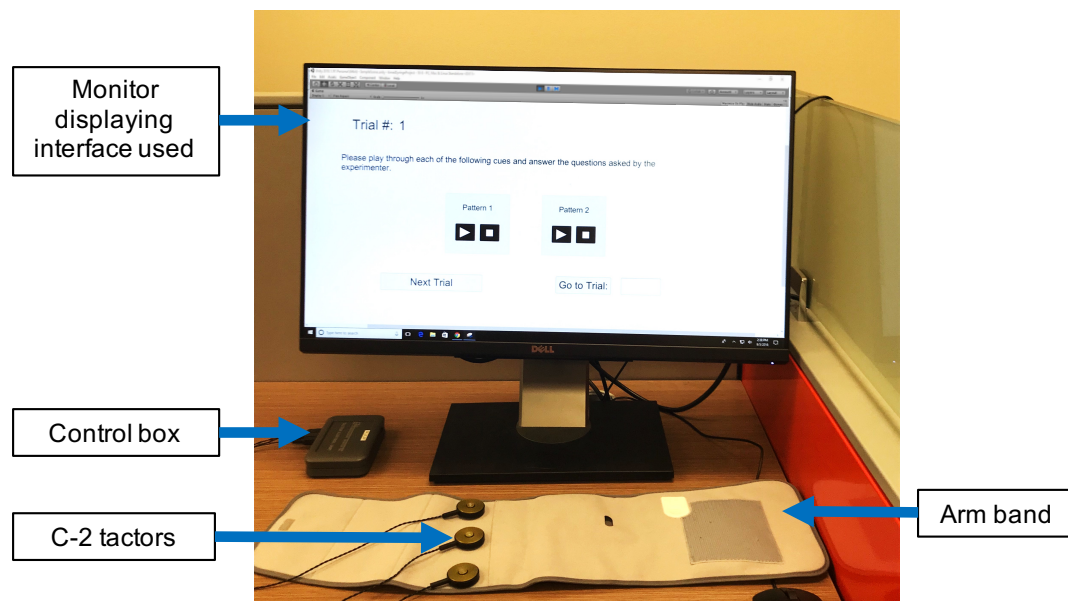 Monitor
displaying
interface used
Trial #: 1
Please play through each of the following cues and answer the questions asked by the
experimenter.
Pattern 1
Pattern 2
Next Trial
Go to Trial:
DELL
Control box
C-2 tactors
Arm band